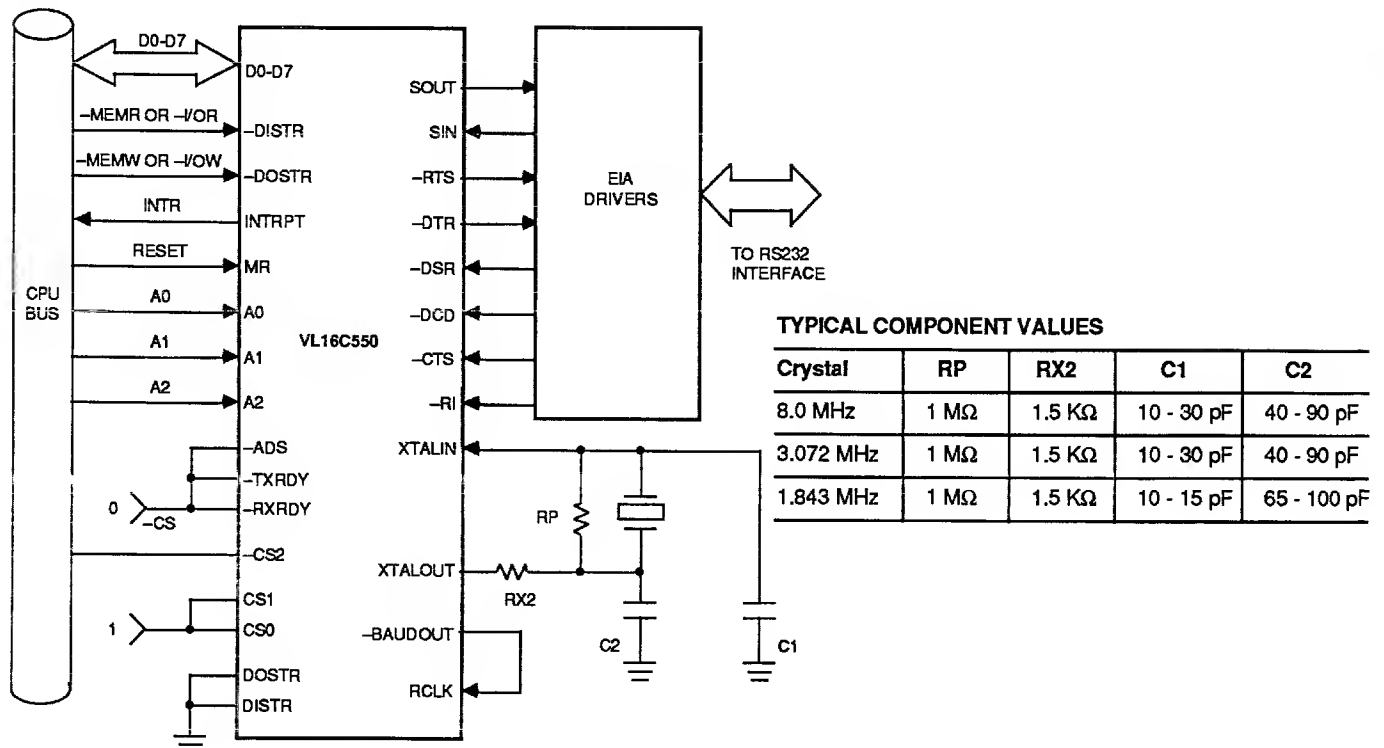 D0-D7
D0-D7
–MEMR OR –I/OR
–DISTR
–MEMW OR –I/OW
–DOSTR
INTR
INTRPT
RESET
MR
CPU
BUS
A0
A0
A1
A1
A2
A2
–ADS
–TXRDY
0
–CS
–RXRDY
–CS2
CS1
1
CS0
DOSTR
DISTR
VL16C550
SOUT
SIN
–RTS
–DTR
–DSR
–DCD
–CTS
–RI
XTALIN
XTALOUT
–BAUDOUT
RCLK
EIA
DRIVERS
TO RS232
INTERFACE
RP
RX2
C2
C1
TYPICAL COMPONENT VALUES
Crystal RP RX2 C1 C2
8.0 MHz 1 MΩ 1.5 KΩ 10 - 30 pF 40 - 90 pF
3.072 MHz 1 MΩ 1.5 KΩ 10 - 30 pF 40 - 90 pF
1.843 MHz 1 MΩ 1.5 KΩ 10 - 15 pF 65 - 100 pF